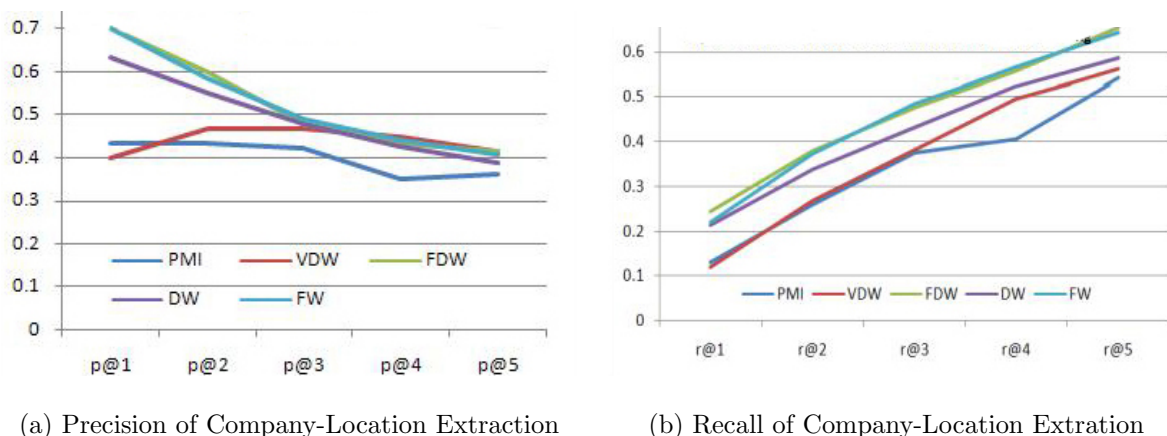 0.7
0.6
0.5
0.4
0.3
0.2
0.1
0
PMI VDW FDW
DW FW
p@1 p@2 p@3 p@4 p@5
(a) Precision of Company-Location Extraction
0.6
0.5
0.4
0.3
0.2
0.1
0
PMI VDW FDW DW FW
r@1 r@2 r@3 r@4 r@5
(b) Recall of Company-Location Extration